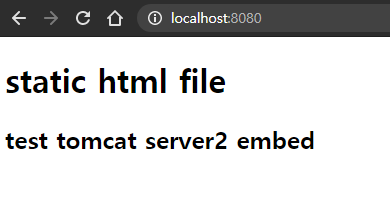 localhost:8080
static html file
test tomcat server2 embed